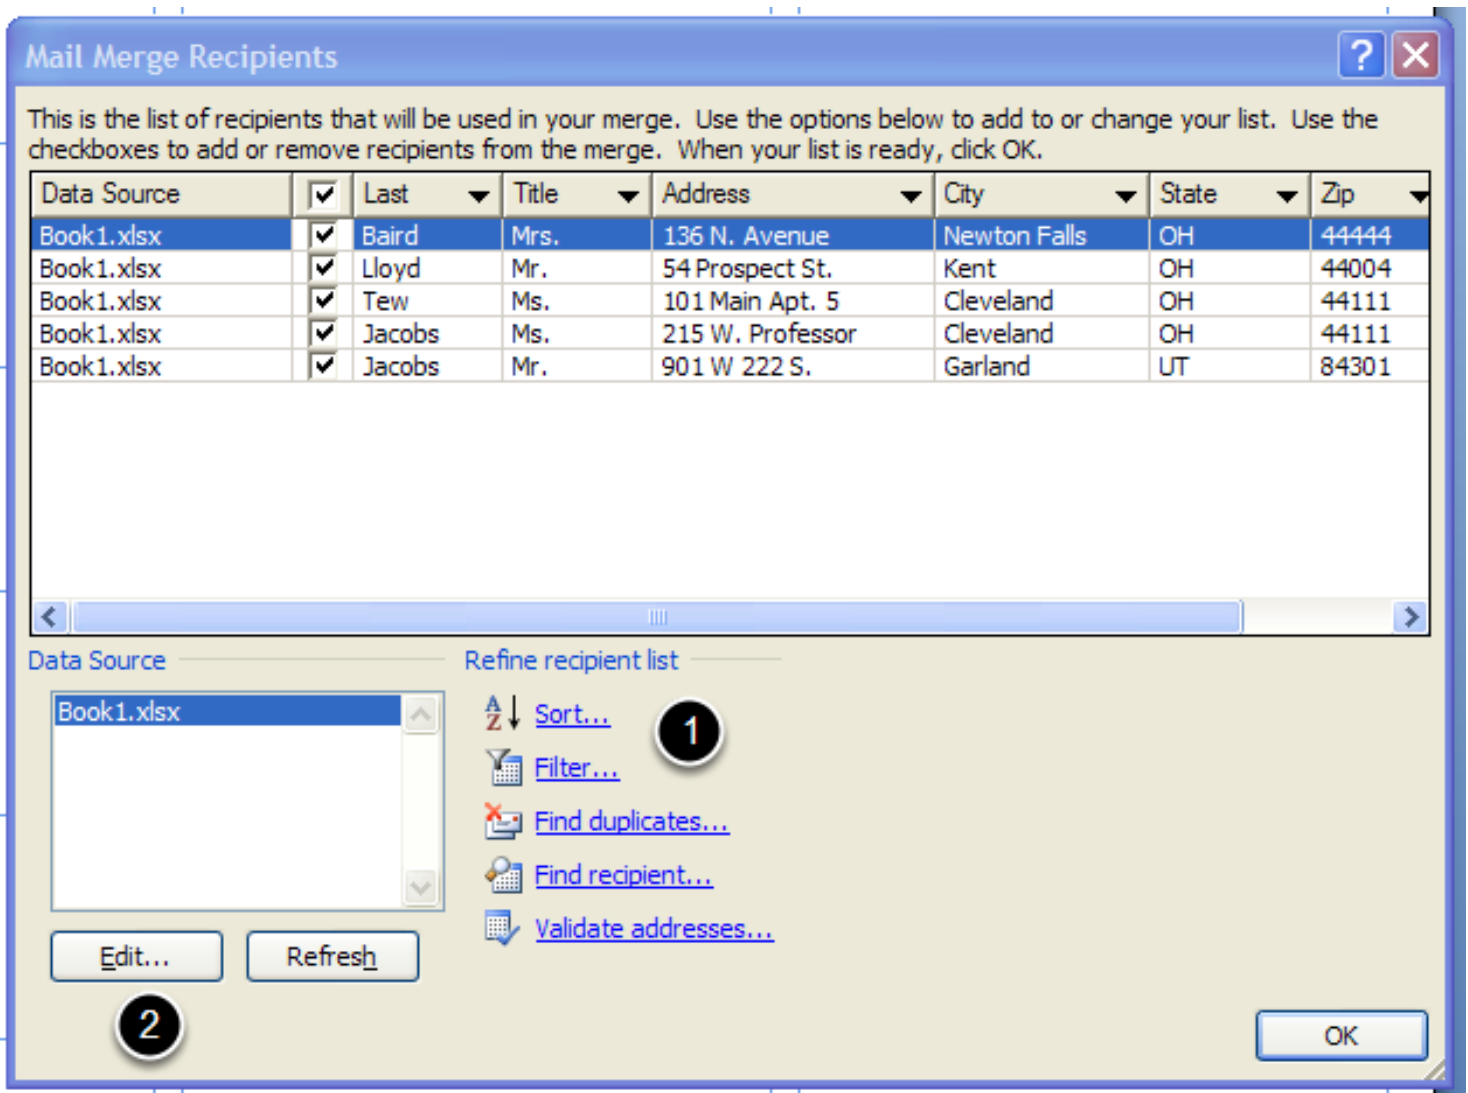 Mail Merge Recipients
This is the list of recipients that will be used in your merge. Use the options below to add to or change your list. Use the
checkboxes to add or remove recipients from the merge. When your list is ready, click OK.
Data Source Last Title Address City State Zip
Book1.xlsx Baird Mrs. 136 N. Avenue Newton Falls OH 44444
Book1.xlsx Lloyd Mr. 54 Prospect St. Kent OH 44004
Book1.xlsx Tew Ms. 101 Main Apt. 5 Cleveland OH 44111
Book1.xlsx Jacobs Ms. 215 W. Professor Cleveland OH 44111
Book1.xlsx Jacobs Mr. 901 W 222 S. Garland UT 84301
Data Source
Book1.xlsx
Edit... Refresh
2
Refine recipient list
Sort...
1
Filter...
Find duplicates...
Find recipient...
Validate addresses...
OK